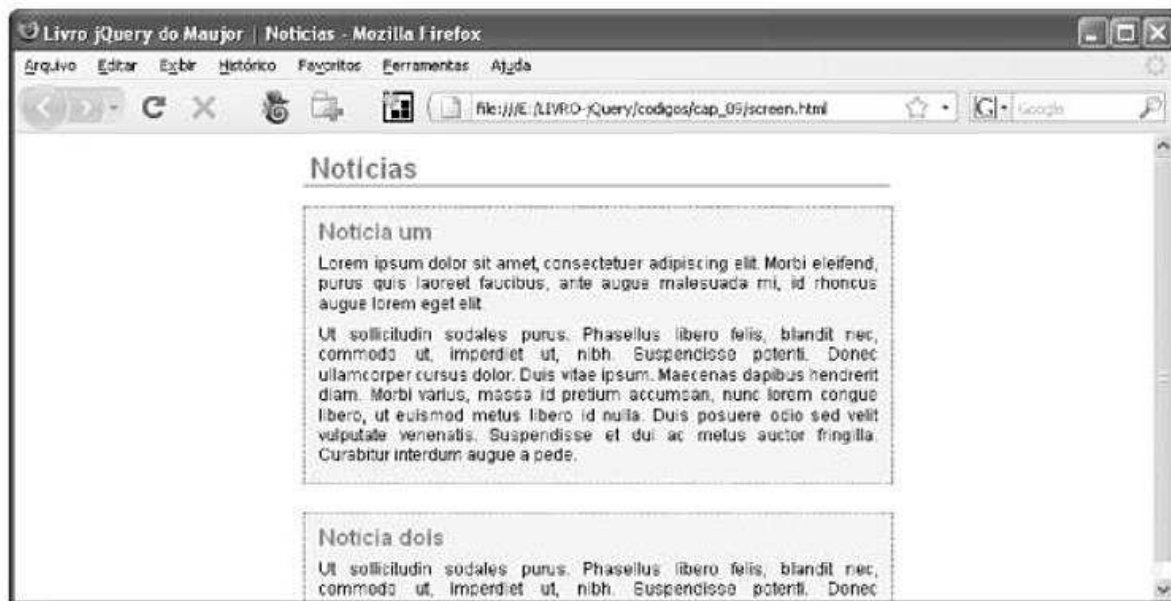 Livro jQuery do Maujor | Notícias - Mozilla Firefox
Arquivo Editar Exibir Histórico Favoritos Ferramentas Ajuda
file:///E:/LIVRO-jQuery/codigos/cap_09/screen.html
G Google
Notícias
Notícia um
Lorem ipsum dolor sit amet, consectetuer adipiscing elit. Morbi eleifend,
purus quis laoreet faucibus, ante augue malesuada mi, id rhoncus
augue lorem eget elit.
Ut sollicitudin sodales purus. Phasellus libero felis, blandit nec,
commodo ut, imperdiet ut, nibh. Suspendisse potenti. Donec
ullamcorper cursus dolor. Duis vitae ipsum. Maecenas dapibus hendrerit
diam. Morbi varius, massa id pretium accumsan, nunc lorem congue
libero, ut euismod metus libero id nulla. Duis posuere odio sed velit
vulputate venenatis. Suspendisse et dui ac metus auctor fringilla.
Curabitur interdum augue a pede.
Notícia dois
Ut sollicitudin sodales purus. Phasellus libero felis, blandit nec,
commodo ut, imperdiet ut, nibh. Suspendisse potenti. Donec